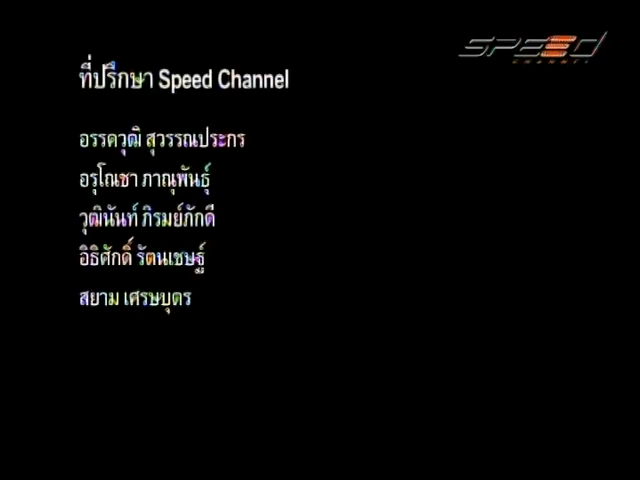 SPEED
CHANNEL
ที่ปรึกษา Speed Channel
อรรควุฒิ สุวรรณประกร
อรุโณชา ภาณุพันธุ์
วุฒินันท์ ภิรมย์ภักดี
อิธิศักดิ์ รัตนเชษฐ์
สยาม เศรษบุตร